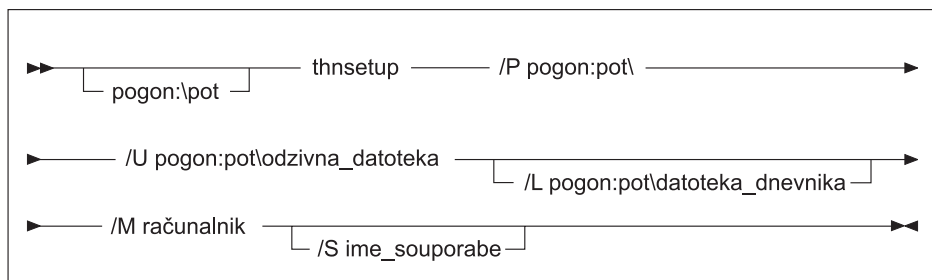 thnsetup /P pogon:pot\
pogon:\pot
/U pogon:pot\odzivna_datoteka
/L pogon:pot\datoteka_dnevnika
/M računalnik
/S ime_souporabe